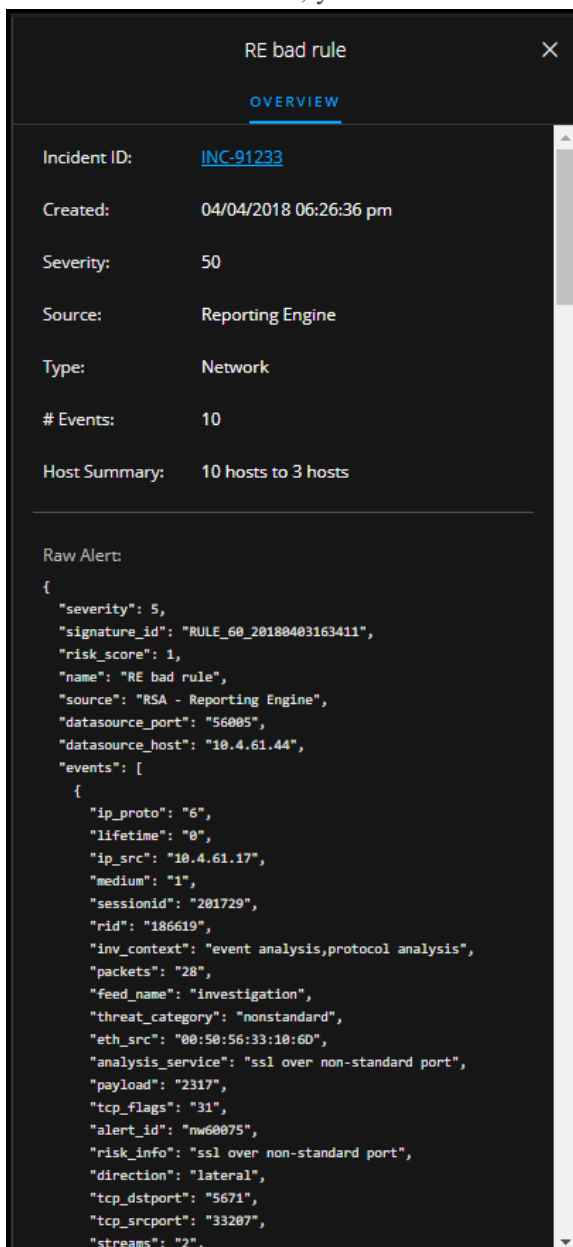 RE bad rule
OVERVIEW
Incident ID: INC-91233
Created: 04/04/2018 06:26:36 pm
Severity: 50
Source: Reporting Engine
Type: Network
# Events: 10
Host Summary: 10 hosts to 3 hosts
Raw Alert:
{
"severity": 5,
"signature_id": "RULE_60_20180403163411",
"risk_score": 1,
"name": "RE bad rule",
"source": "RSA - Reporting Engine",
"datasource_port": "56005",
"datasource_host": "10.4.61.44",
"events": [
{
"ip_proto": "6",
"lifetime": "0",
"ip_src": "10.4.61.17",
"medium": "1",
"sessionid": "201729",
"rid": "186619",
"inv_context": "event analysis,protocol analysis",
"packets": "28",
"feed_name": "investigation",
"threat_category": "nonstandard",
"eth_src": "00:50:56:33:10:6D",
"analysis_service": "ssl over non-standard port",
"payload": "2317",
"tcp_flags": "31",
"alert_id": "nw60075",
"risk_info": "ssl over non-standard port",
"direction": "lateral",
"tcp_dstport": "5671",
"tcp_srcport": "33207",
"streams": "2",